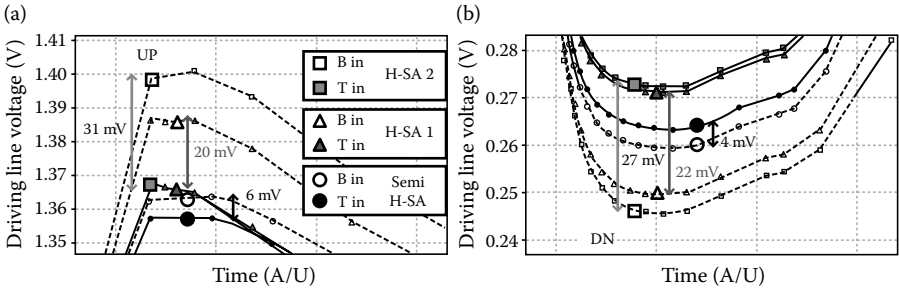 (a)
Driving line voltage (V)
1.41
1.40
1.39
1.38
1.37
1.36
1.35
UP
31 mV
20 mV
6 mV
B in
T in
H-SA 2
B in
T in
H-SA 1
B in
T in
Semi
H-SA
Time (A/U)
(b)
Driving line voltage (V)
0.28
0.27
0.26
0.25
0.24
4 mV
27 mV
22 mV
DN
Time (A/U)